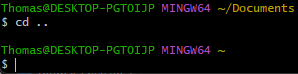 Thomas@DESKTOP-PGTOIJP MINGW64 ~/Documents
$ cd ..
Thomas@DESKTOP-PGTOIJP MINGW64 ~
$